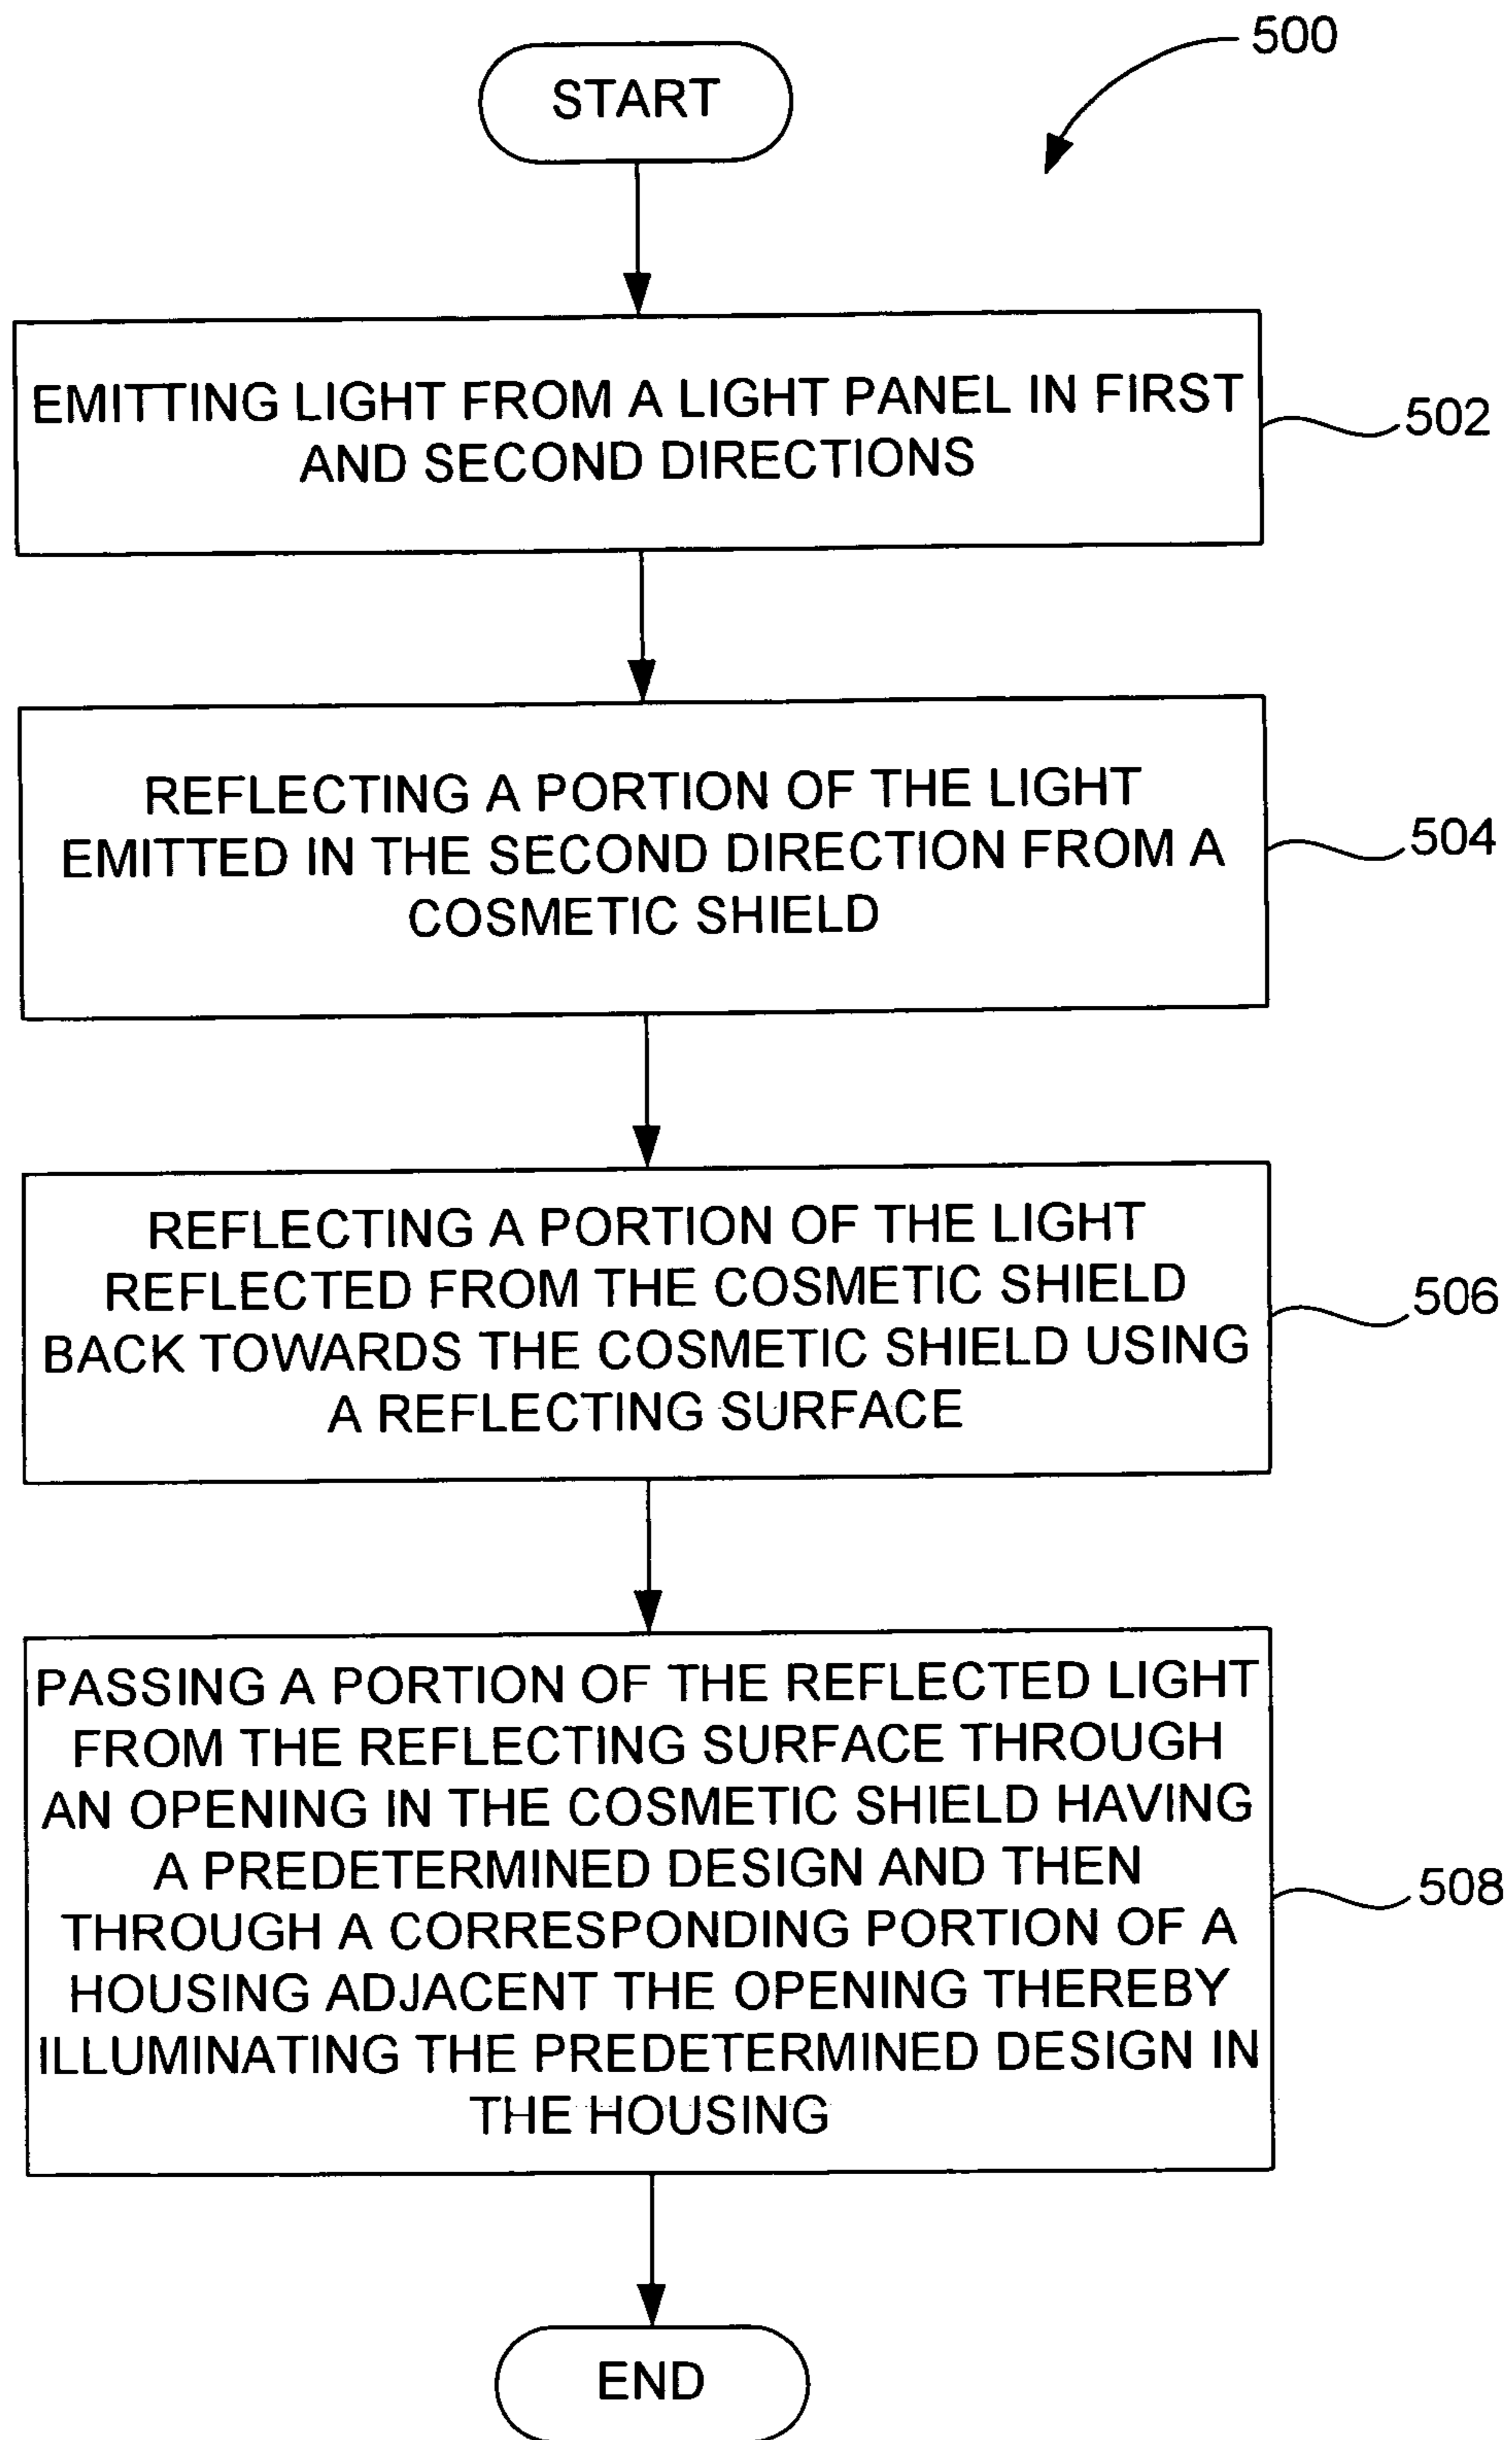 500
START
EMITTING LIGHT FROM A LIGHT PANEL IN FIRST
AND SECOND DIRECTIONS
502
REFLECTING A PORTION OF THE LIGHT
EMITTED IN THE SECOND DIRECTION FROM A
COSMETIC SHIELD
504
REFLECTING A PORTION OF THE LIGHT
REFLECTED FROM THE COSMETIC SHIELD
BACK TOWARDS THE COSMETIC SHIELD USING
A REFLECTING SURFACE
506
PASSING A PORTION OF THE REFLECTED LIGHT
FROM THE REFLECTING SURFACE THROUGH
AN OPENING IN THE COSMETIC SHIELD HAVING
A PREDETERMINED DESIGN AND THEN
THROUGH A CORRESPONDING PORTION OF A
HOUSING ADJACENT THE OPENING THEREBY
ILLUMINATING THE PREDETERMINED DESIGN IN
THE HOUSING
508
END